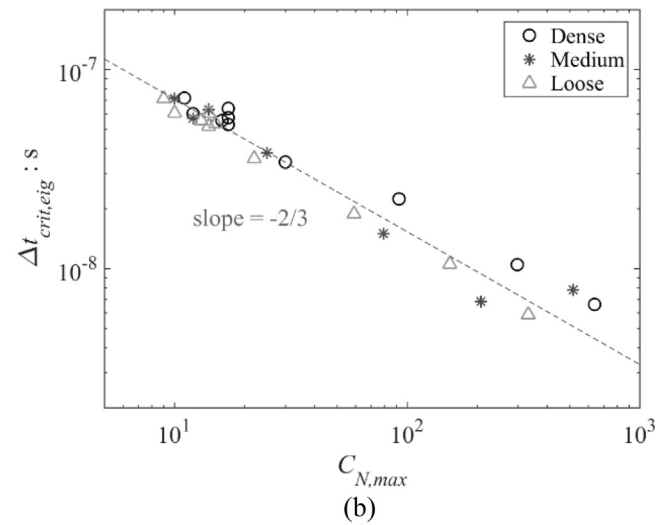 Dense
Medium
Loose
10^-7
Δt_crit,eig : s
slope = -2/3
10^-8
10^1
10^2
10^3
C_N,max
(b)